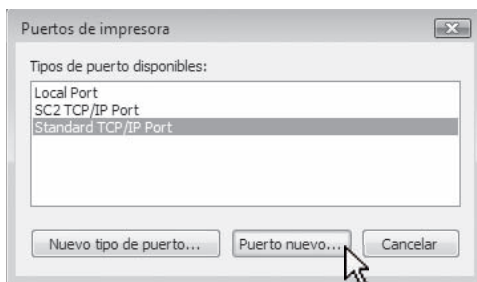 Puertos de impresora
Tipos de puerto disponibles:
Local Port
SC2 TCP/IP Port
Standard TCP/IP Port
Nuevo tipo de puerto... Puerto nuevo... Cancelar